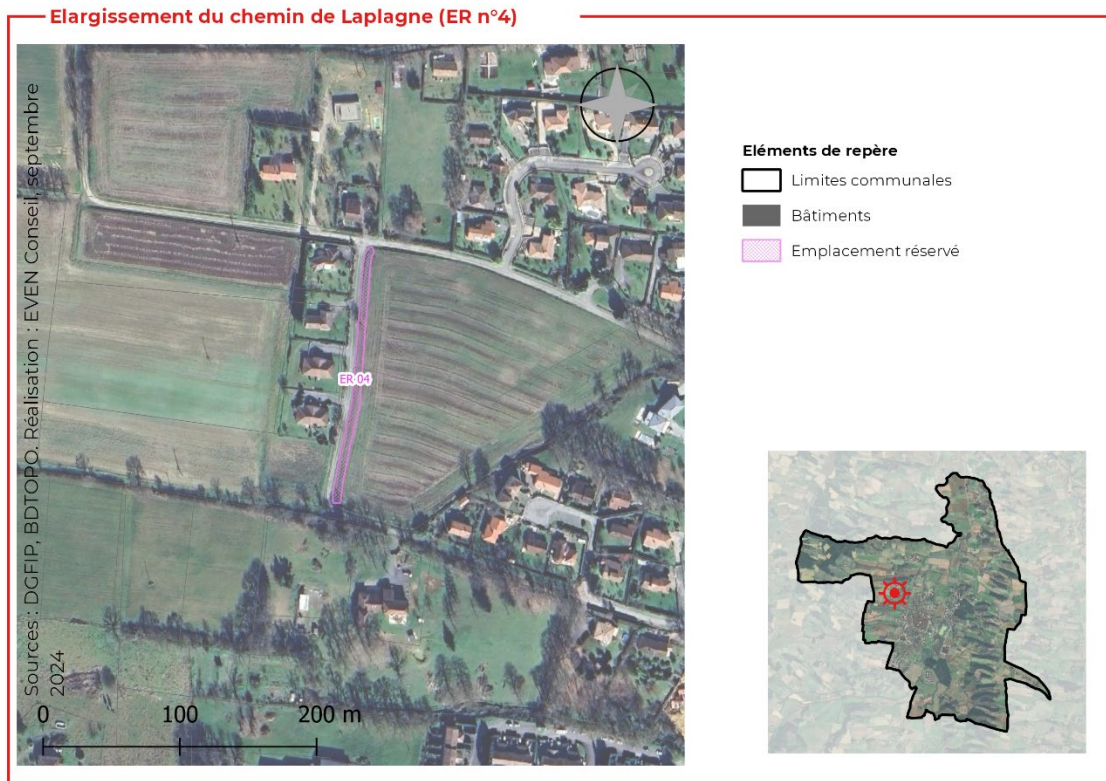 Elargissement du chemin de Laplagne (ER n°4)
Sources : DGFIP, BDTOPO. Réalisation : EVEN Conseil, septembre
2024
ER-04
0 100 200 m
Eléments de repère
Limites communales
Bâtiments
Emplacement réservé